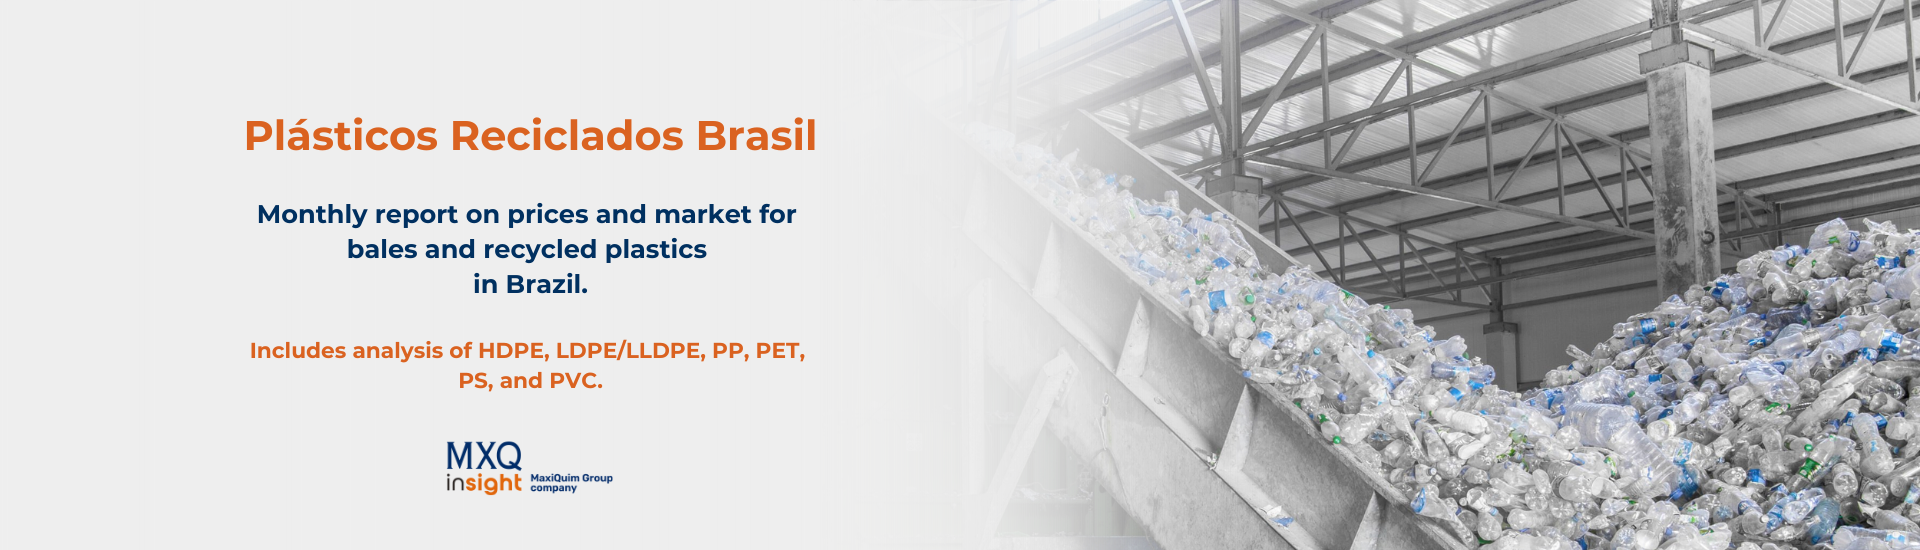 Plásticos Reciclados Brasil
Monthly report on prices and market for
bales and recycled plastics
in Brazil.
Includes analysis of HDPE, LDPE/LLDPE, PP, PET,
PS, and PVC.
MXQ
insight
MaxiQuim Group
company